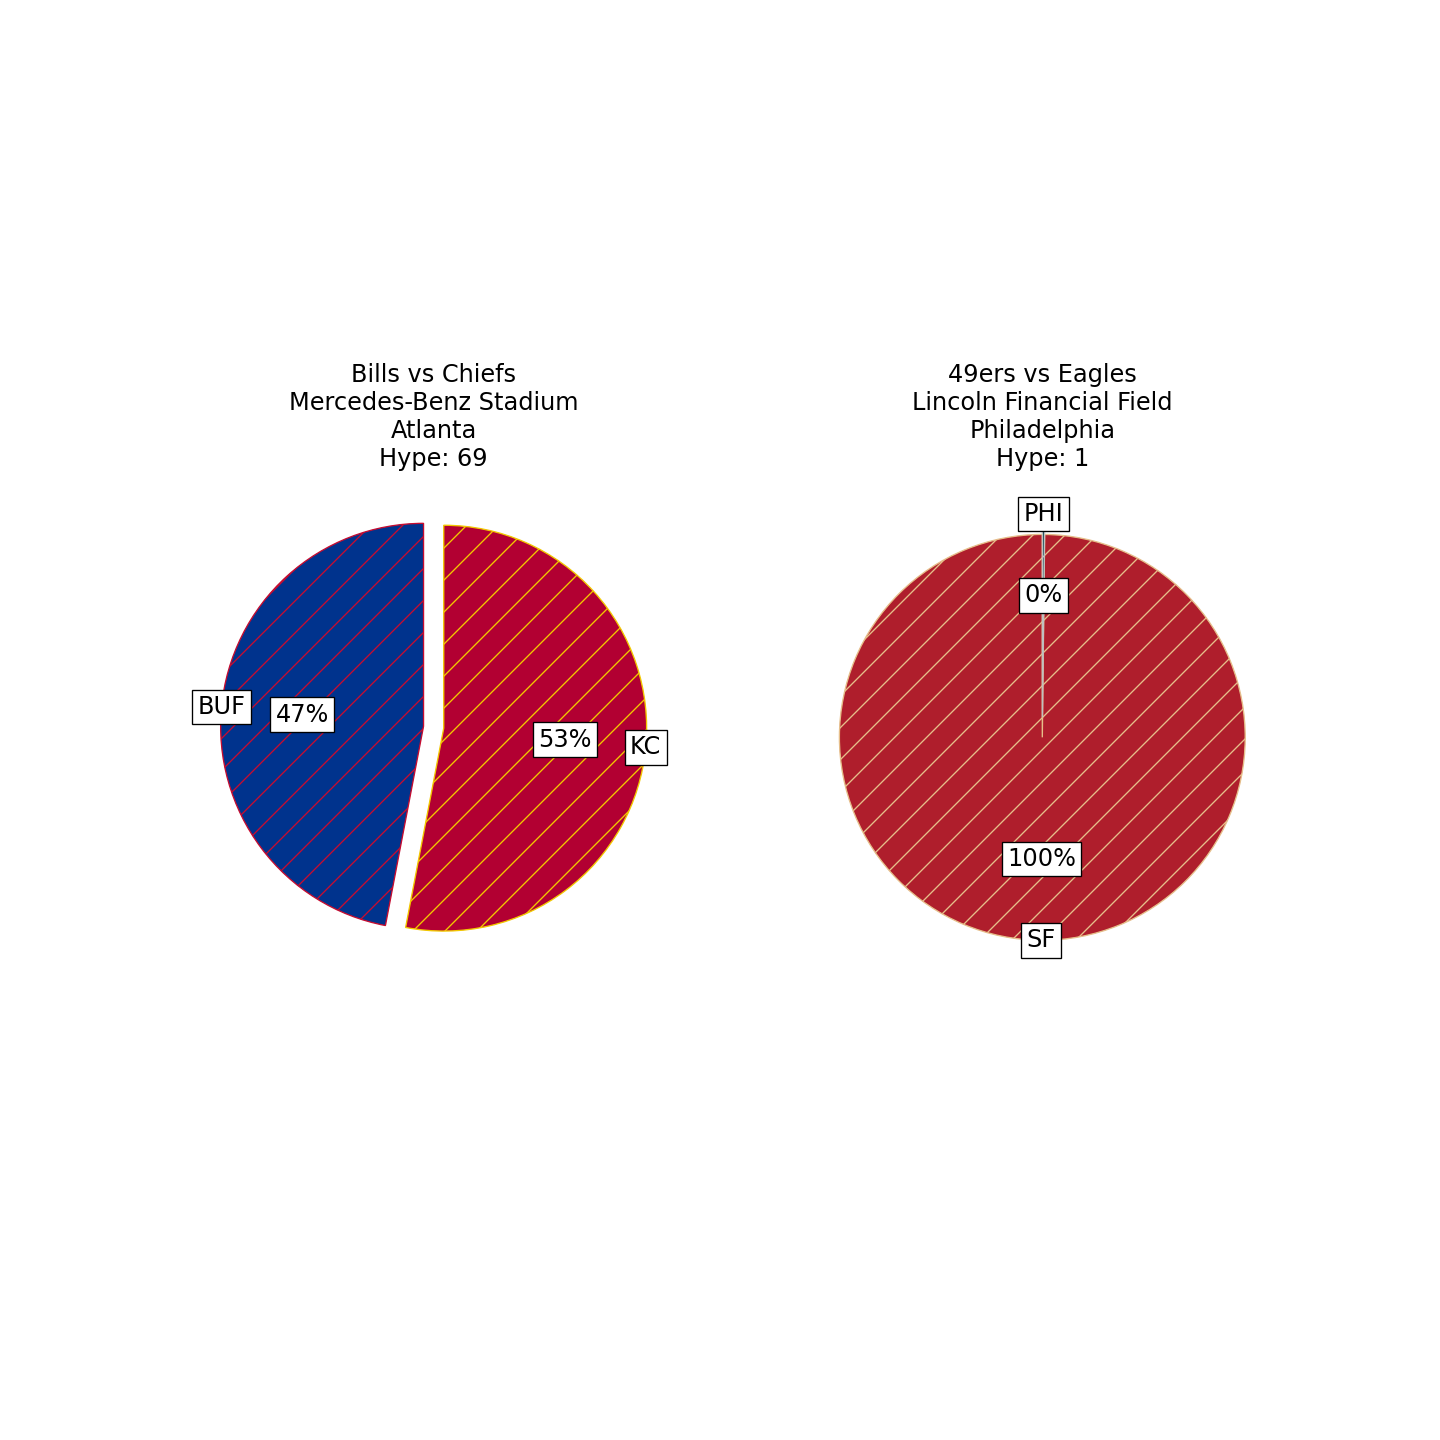 Bills vs Chiefs
Mercedes-Benz Stadium
Atlanta
Hype: 69
BUF
47%
53%
KC
49ers vs Eagles
Lincoln Financial Field
Philadelphia
Hype: 1
PHI
0%
100%
SF